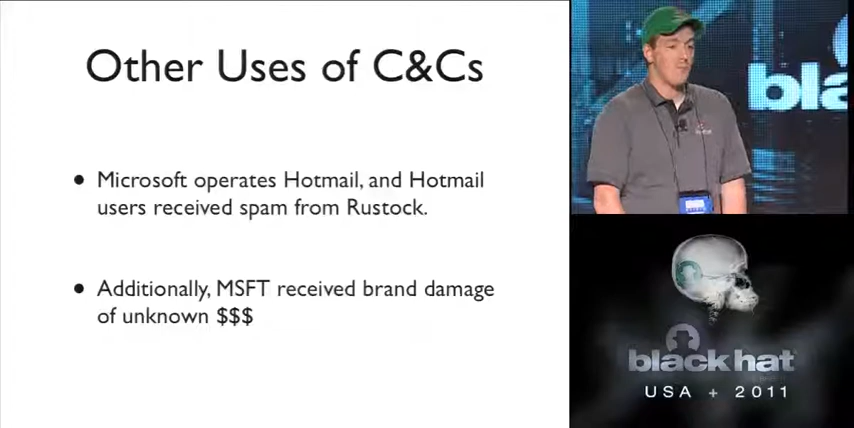 Other Uses of C&Cs
• Microsoft operates Hotmail, and Hotmail
users received spam from Rustock.
• Additionally, MSFT received brand damage
of unknown $$$
bla
black hat
USA + 2011